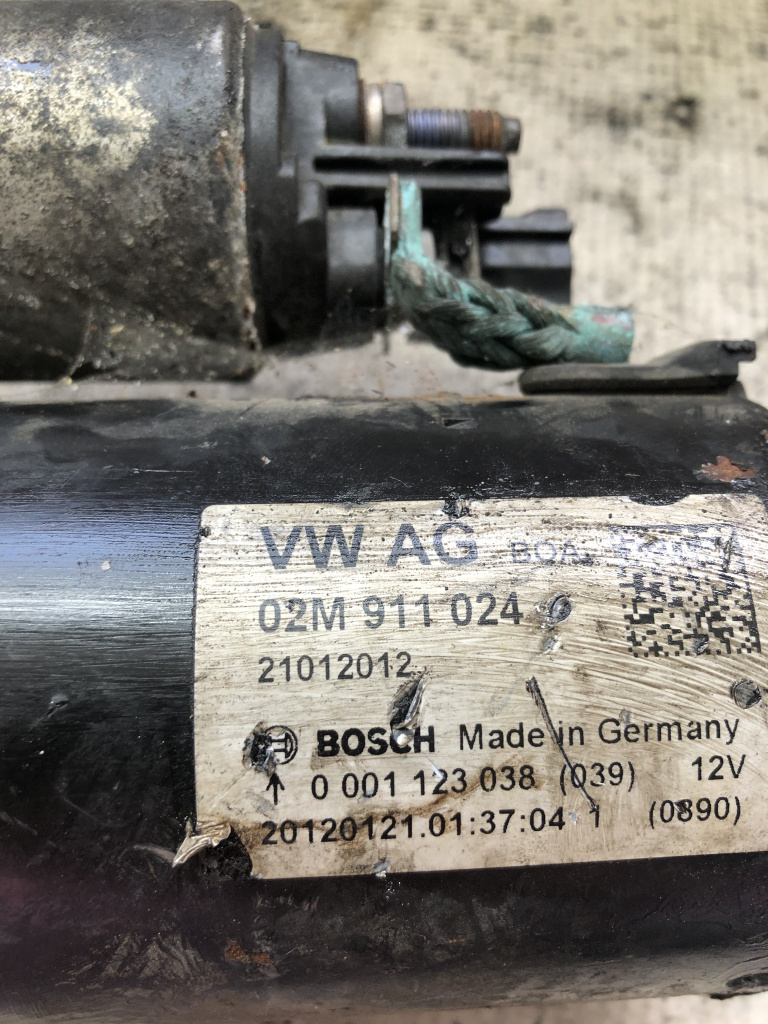 VW AG BOA
02M 911 024
21012012
BOSCH Made in Germany
0 001 123 038 (039) 12V
20120121.01:37:04 1 (0890)